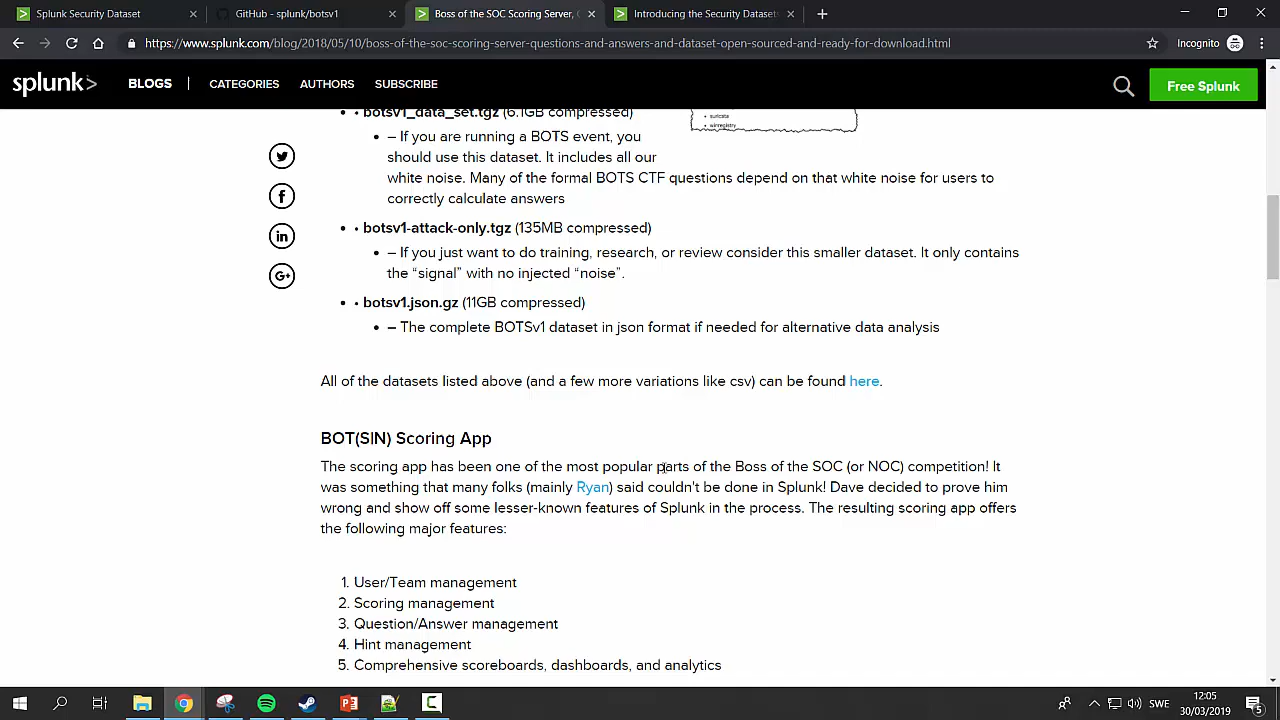 Splunk Security Dataset
GitHub - splunk/botsv1
Boss of the SOC Scoring Server, C
Introducing the Security Datasets
https://www.splunk.com/blog/2018/05/10/boss-of-the-soc-scoring-server-questions-and-answers-and-dataset-open-sourced-and-ready-for-download.html
Incognito
splunk> BLOGS CATEGORIES AUTHORS SUBSCRIBE Free Splunk
• • botsv1_data_set.tgz (6.1GB compressed)
• suricata
• winregistry
• – If you are running a BOTS event, you
should use this dataset. It includes all our
white noise. Many of the formal BOTS CTF questions depend on that white noise for users to
correctly calculate answers
• • botsv1-attack-only.tgz (135MB compressed)
• – If you just want to do training, research, or review consider this smaller dataset. It only contains
the “signal” with no injected “noise”.
• • botsv1.json.gz (11GB compressed)
• – The complete BOTSv1 dataset in json format if needed for alternative data analysis
All of the datasets listed above (and a few more variations like csv) can be found here.
BOT(S|N) Scoring App
The scoring app has been one of the most popular parts of the Boss of the SOC (or NOC) competition! It
was something that many folks (mainly Ryan) said couldn't be done in Splunk! Dave decided to prove him
wrong and show off some lesser-known features of Splunk in the process. The resulting scoring app offers
the following major features:
1. User/Team management
2. Scoring management
3. Question/Answer management
4. Hint management
5. Comprehensive scoreboards, dashboards, and analytics
SWE
12:05
30/03/2019
5